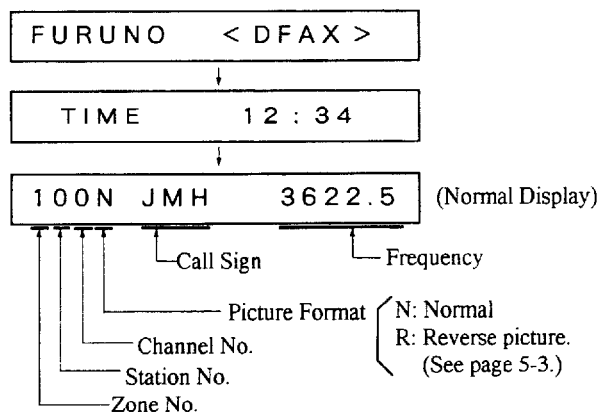 FURUNO < DFAX >
TIME 12 : 34
100N JMH 3622.5 (Normal Display)
Call Sign
Frequency
Picture Format
N: Normal
R: Reverse picture.
(See page 5-3.)
Channel No.
Station No.
Zone No.